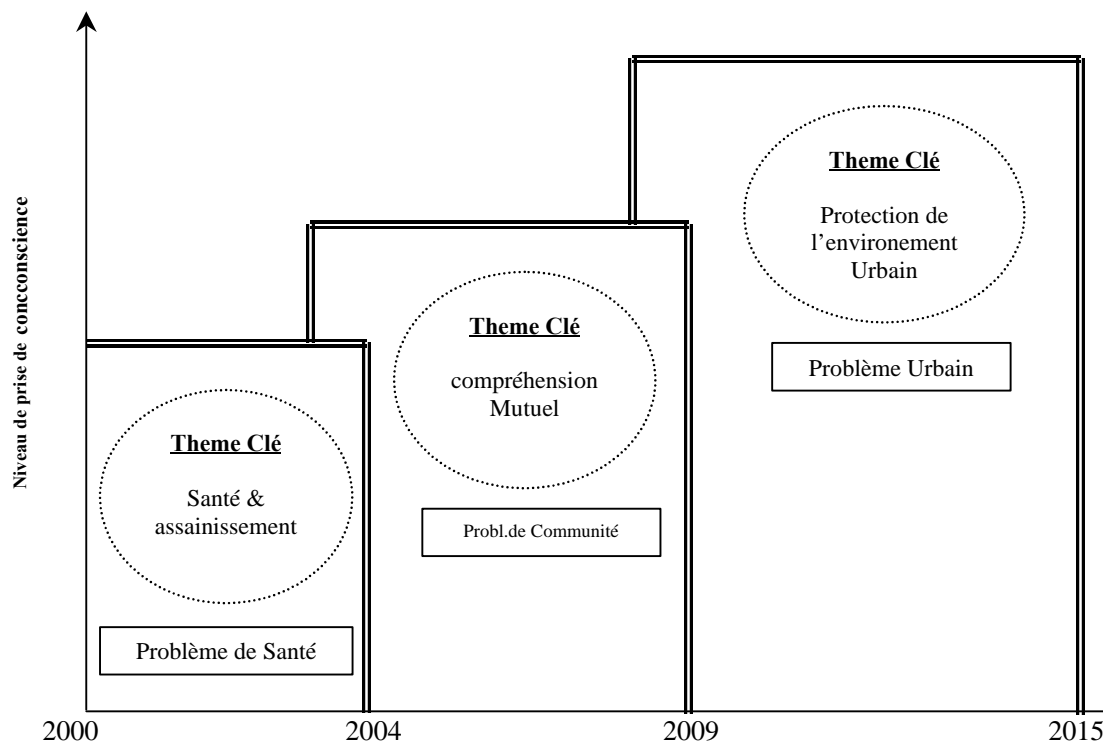 Niveau de prise de concconscience
Theme Clé
Santé &
assainissement
Problème de Santé
Theme Clé
compréhension
Mutuel
Probl.de Communité
Theme Clé
Protection de
l’environement
Urbain
Problème Urbain
2000
2004
2009
2015